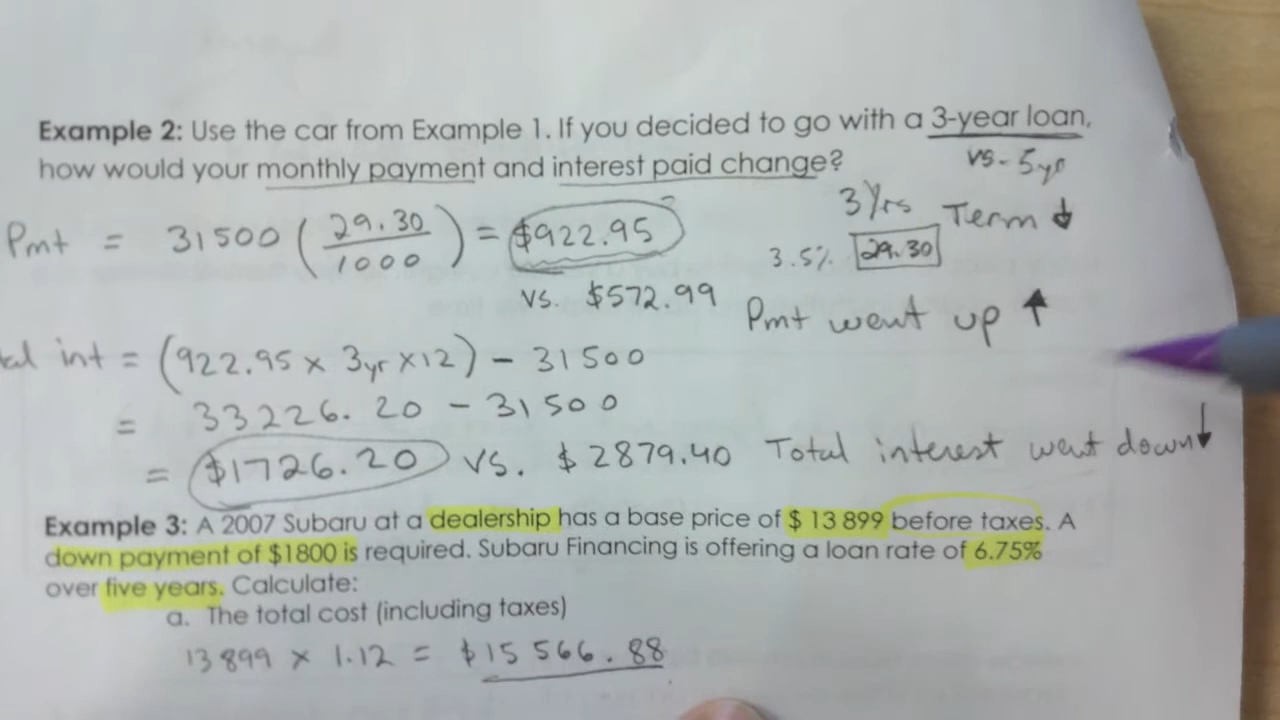 Example 2: Use the car from Example 1. If you decided to go with a 3-year loan,
how would your monthly payment and interest paid change?
vs. 5yr
3 Yrs Term ↓
Pmt = 31500 (29.30/1000) = $922.95
3.5% 29.30
vs. $572.99
Pmt went up ↑
int = (922.95 x 3yr x 12) - 31500
= 33226.20 - 31500
= $1726.20 vs. $2879.40 Total interest went down ↓
Example 3: A 2007 Subaru at a dealership has a base price of $ 13 899 before taxes. A
down payment of $1800 is required. Subaru Financing is offering a loan rate of 6.75%
over five years. Calculate:
a. The total cost (including taxes)
13899 x 1.12 = $15 566.88